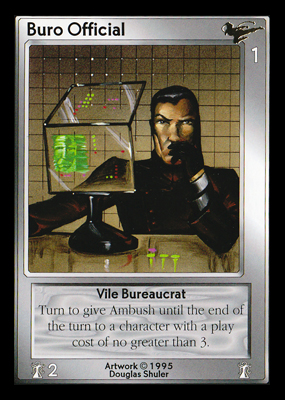 Buro Official
1
Vile Bureaucrat
Turn to give Ambush until the end of
the turn to a character with a play
cost of no greater than 3.
2
Artwork © 1995
Douglas Shuler
1